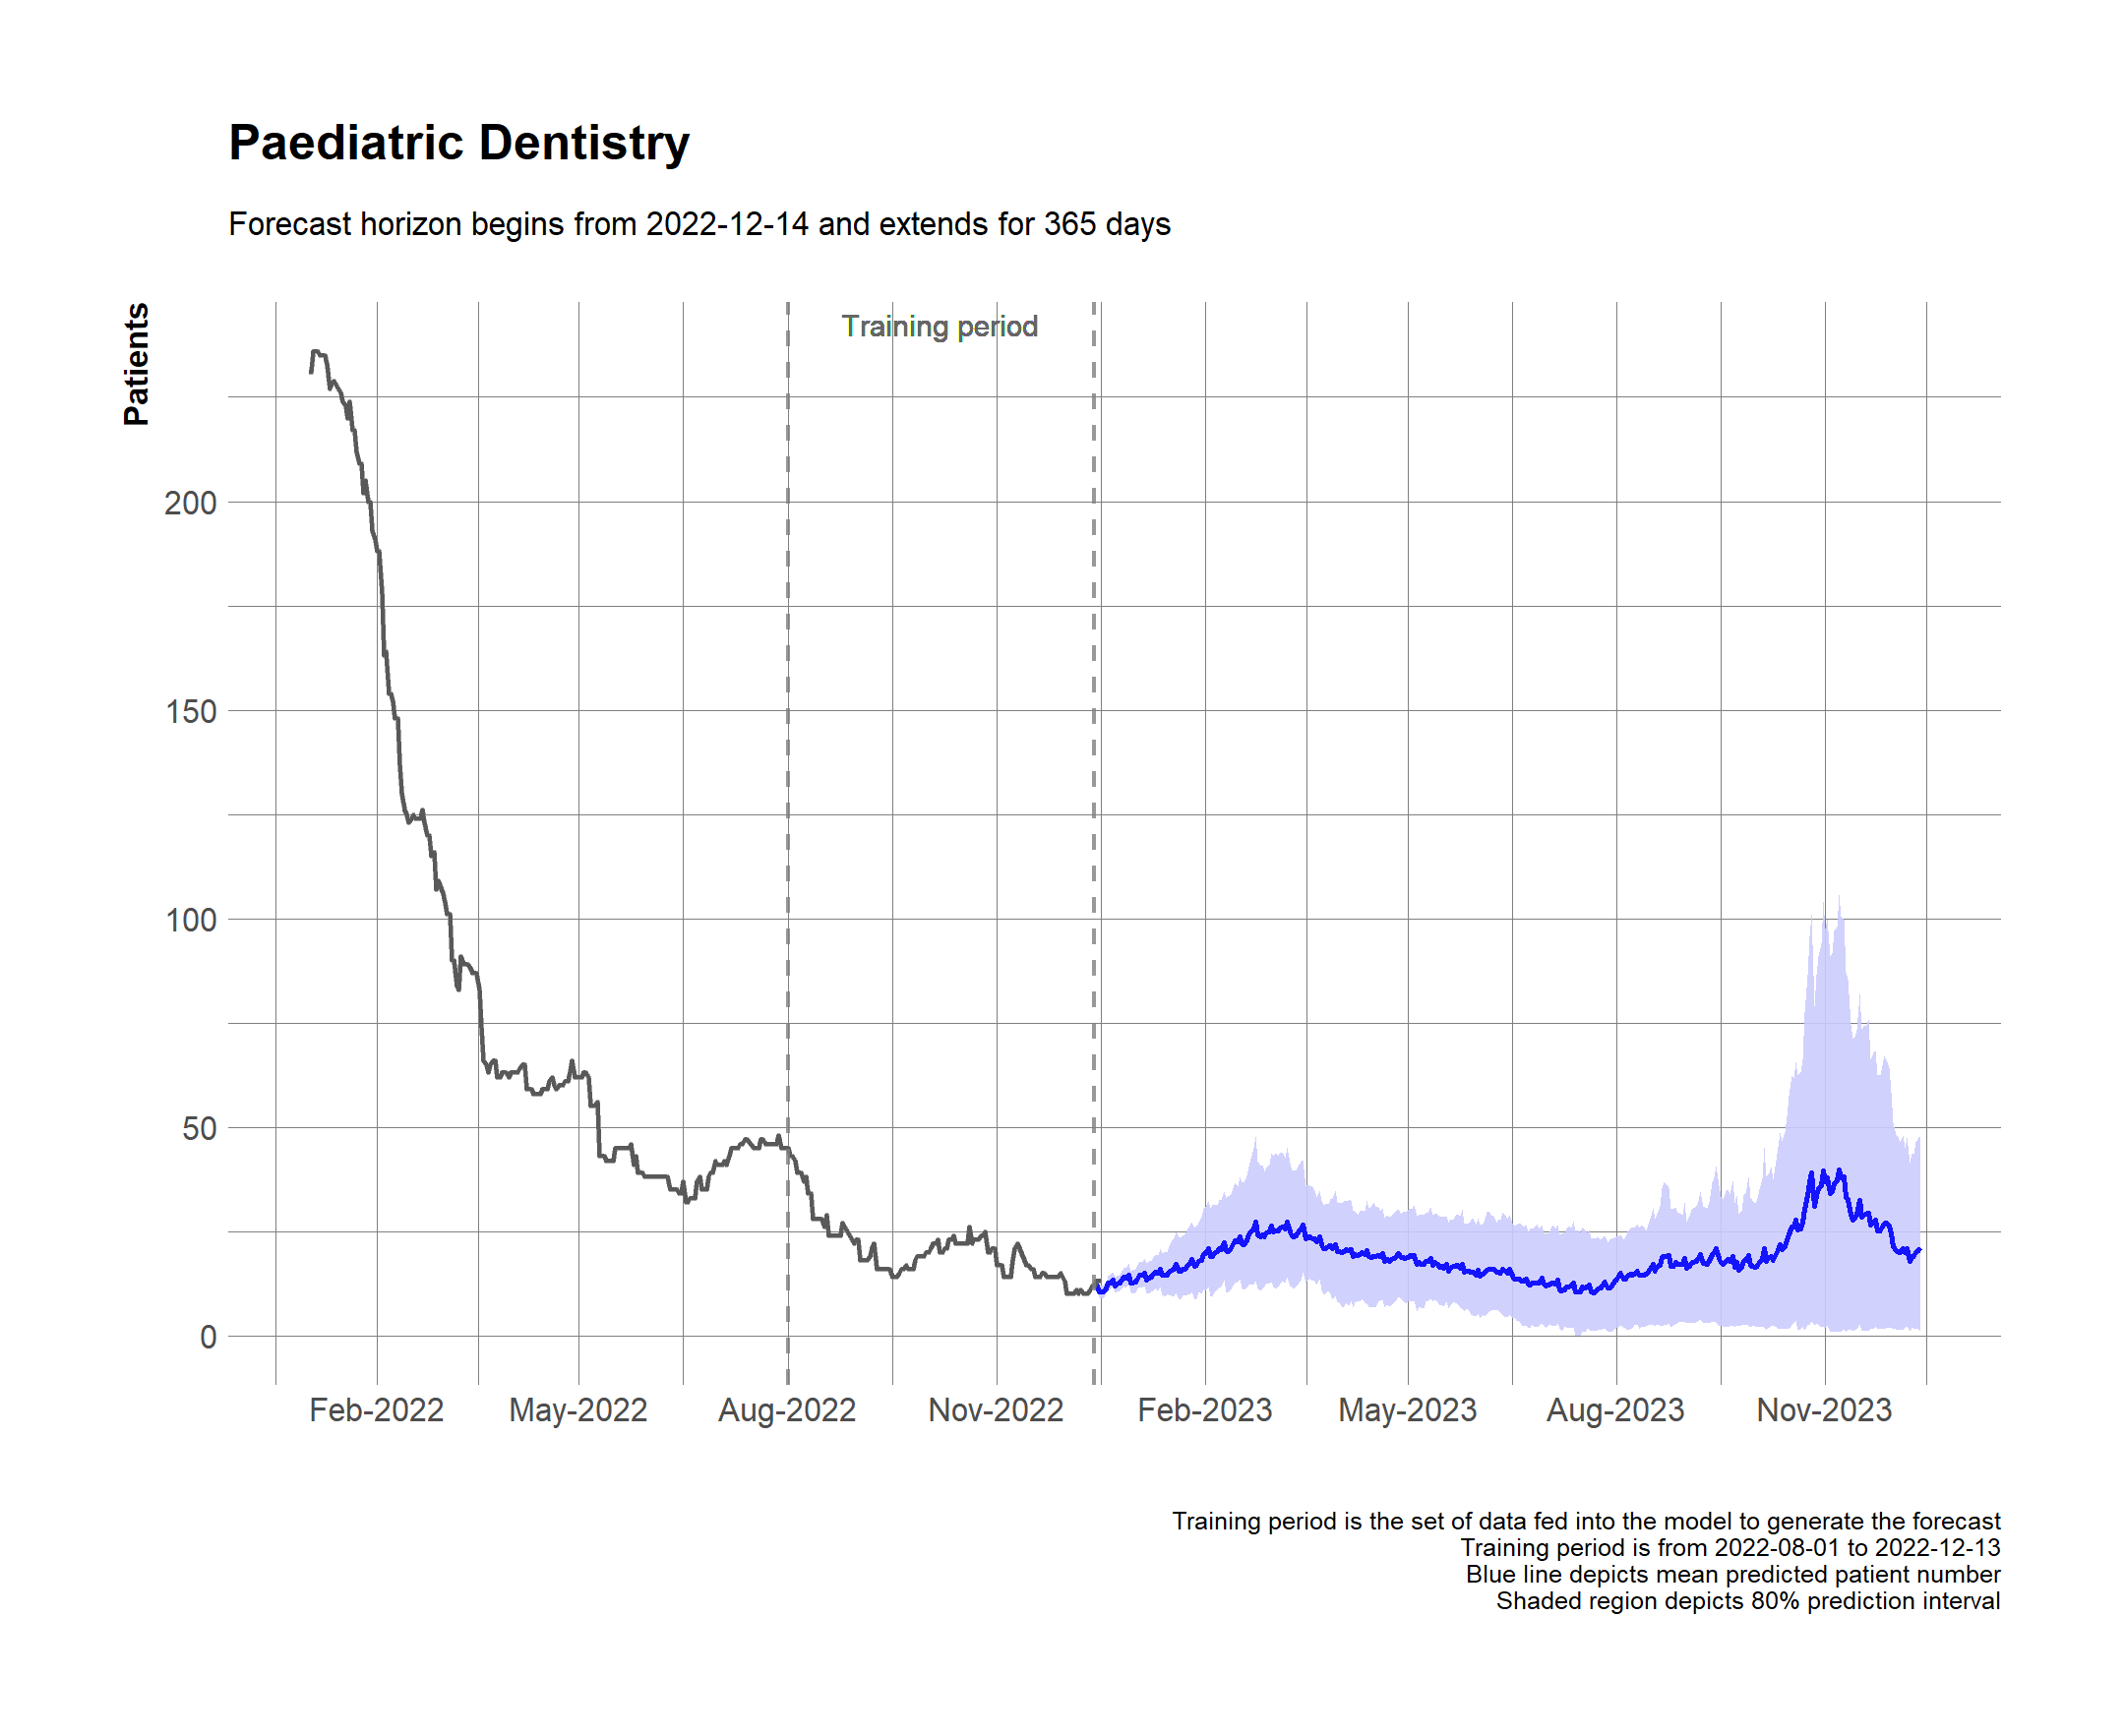 Paediatric Dentistry
Forecast horizon begins from 2022-12-14 and extends for 365 days
Patients
Training period
200
150
100
50
0
Feb-2022
May-2022
Aug-2022
Nov-2022
Feb-2023
May-2023
Aug-2023
Nov-2023
Training period is the set of data fed into the model to generate the forecast
Training period is from 2022-08-01 to 2022-12-13
Blue line depicts mean predicted patient number
Shaded region depicts 80% prediction interval